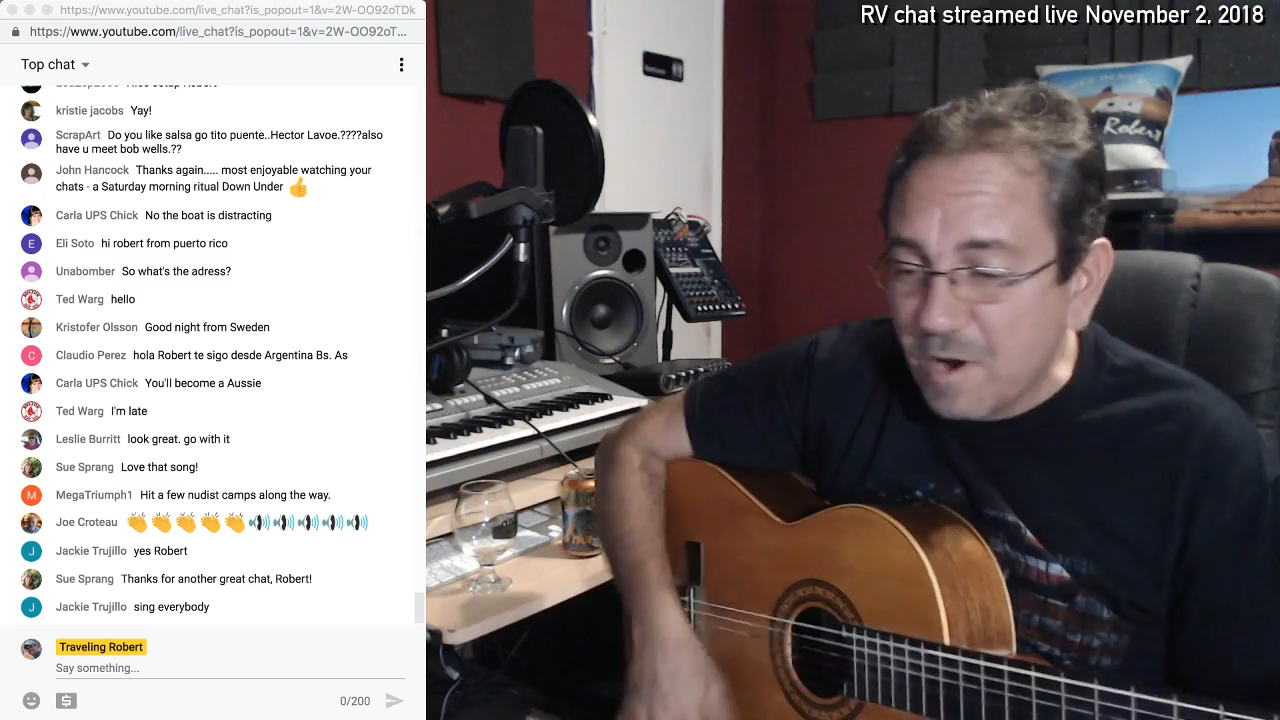 https://www.youtube.com/live_chat?is_popout=1&v=2W-OO92oTDk
RV chat streamed live November 2, 2018
https://www.youtube.com/live_chat?is_popout=1&v=2W-OO92oT...
Top chat
kristie jacobs Yay!
ScrapArt Do you like salsa go tito puente..Hector Lavoe.????also
have u meet bob wells.??
John Hancock Thanks again..... most enjoyable watching your
chats - a Saturday morning ritual Down Under 👍
Carla UPS Chick No the boat is distracting
E
Eli Soto hi robert from puerto rico
Unabomber So what's the adress?
Ted Warg hello
Kristofer Olsson Good night from Sweden
C
Claudio Perez hola Robert te sigo desde Argentina Bs. As
Carla UPS Chick You'll become a Aussie
Ted Warg I'm late
Leslie Burritt look great. go with it
Sue Sprang Love that song!
M
MegaTriumph1 Hit a few nudist camps along the way.
Joe Croteau 👏👏👏👏👏🔊🔊🔊🔊🔊
J
Jackie Trujillo yes Robert
Sue Sprang Thanks for another great chat, Robert!
J
Jackie Trujillo sing everybody
Traveling Robert
Say something...
0/200
Robert